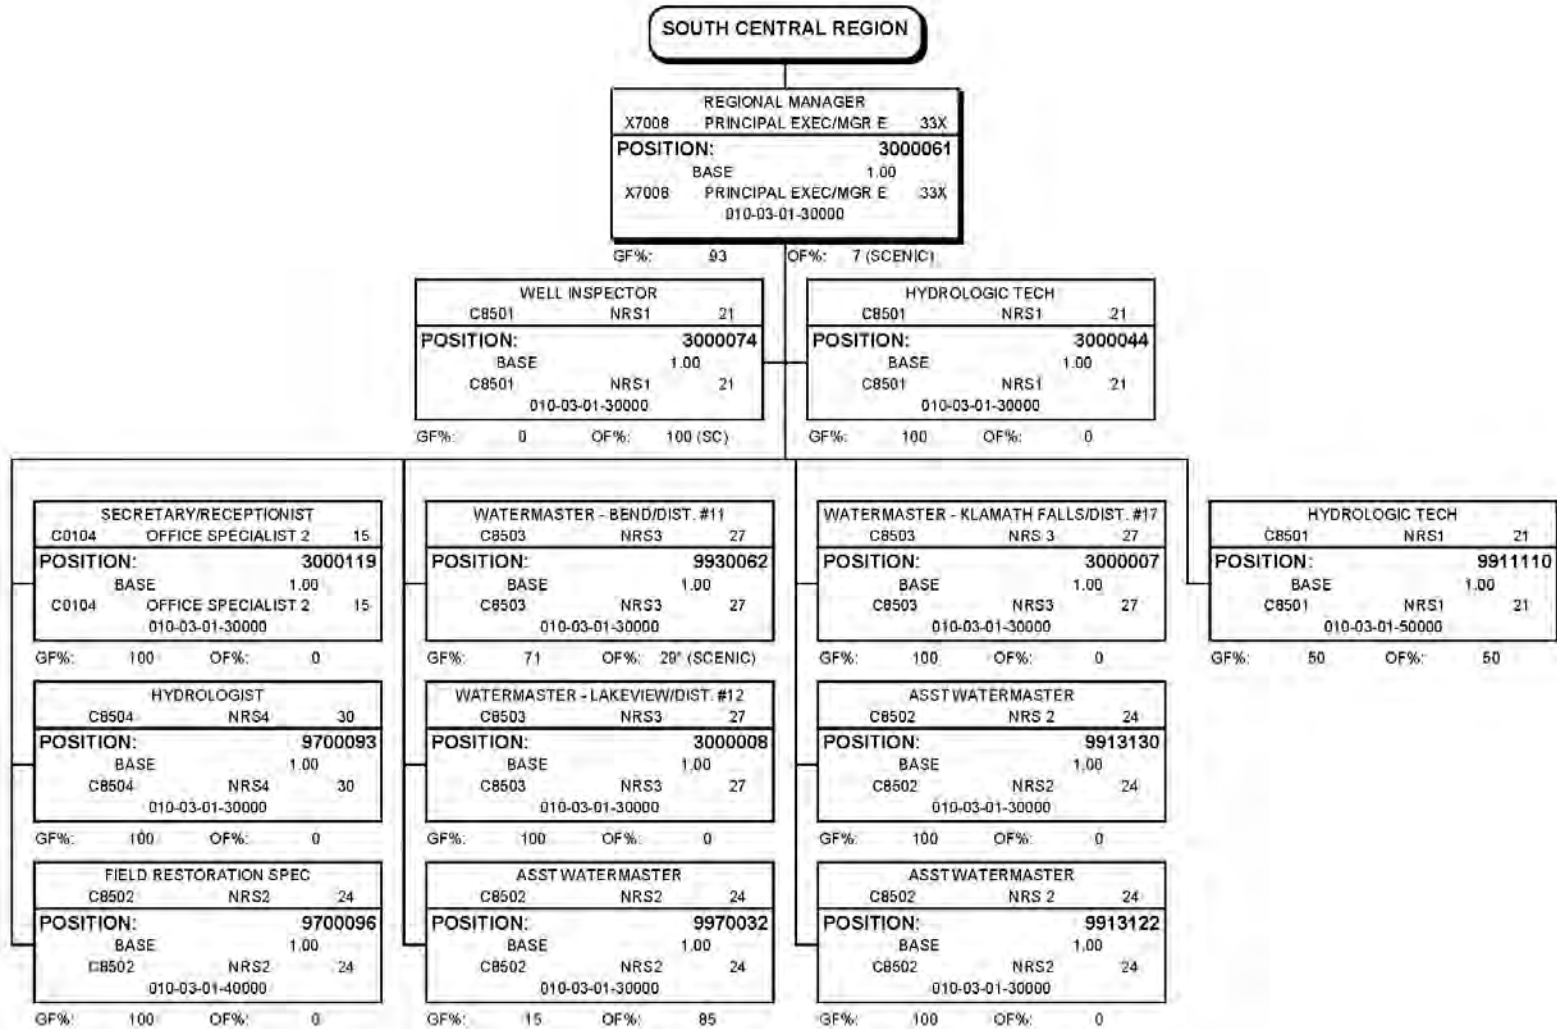 SOUTH CENTRAL REGION
REGIONAL MANAGER
X7008 PRINCIPAL EXEC/MGR E 33X
POSITION: 3000061
BASE 1.00
X7008 PRINCIPAL EXEC/MGR E 33X
010-03-01-30000
GF%: 93 OF%: 7 (SCENIC)
WELL INSPECTOR
C8501 NRS1 21
POSITION: 3000074
BASE 1.00
C8501 NRS1 21
010-03-01-30000
GF%: 0 OF%: 100 (SC)
HYDROLOGIC TECH
C8501 NRS1 21
POSITION: 3000044
BASE 1.00
C8501 NRS1 21
010-03-01-30000
GF%: 100 OF%: 0
SECRETARY/RECEPTIONIST
C0104 OFFICE SPECIALIST 2 15
POSITION: 3000119
BASE 1.00
C0104 OFFICE SPECIALIST 2 15
010-03-01-30000
GF%: 100 OF%: 0
HYDROLOGIST
C8504 NRS4 30
POSITION: 9700093
BASE 1.00
C8504 NRS4 30
010-03-01-30000
GF%: 100 OF%: 0
FIELD RESTORATION SPEC
C8502 NRS2 24
POSITION: 9700096
BASE 1.00
C8502 NRS2 24
010-03-01-40000
GF%: 100 OF%: 0
WATERMASTER - BEND/DIST. #11
C8503 NRS3 27
POSITION: 9930062
BASE 1.00
C8503 NRS3 27
010-03-01-30000
GF%: 71 OF%: 29* (SCENIC)
WATERMASTER - LAKEVIEW/DIST. #12
C8503 NRS3 27
POSITION: 3000008
BASE 1.00
C8503 NRS3 27
010-03-01-30000
GF%: 100 OF%: 0
ASST WATERMASTER
C8502 NRS2 24
POSITION: 9970032
BASE 1.00
C8502 NRS2 24
010-03-01-30000
GF%: 15 OF%: 85
WATERMASTER - KLAMATH FALLS/DIST. #17
C8503 NRS 3 27
POSITION: 3000007
BASE 1.00
C8503 NRS3 27
010-03-01-30000
GF%: 100 OF%: 0
ASST WATERMASTER
C8502 NRS 2 24
POSITION: 9913130
BASE 1.00
C8502 NRS2 24
010-03-01-30000
GF%: 100 OF%: 0
ASST WATERMASTER
C8502 NRS 2 24
POSITION: 9913122
BASE 1.00
C8502 NRS2 24
010-03-01-30000
GF%: 100 OF%: 0
HYDROLOGIC TECH
C8501 NRS1 21
POSITION: 9911110
BASE 1.00
C8501 NRS1 21
010-03-01-50000
GF%: 50 OF%: 50